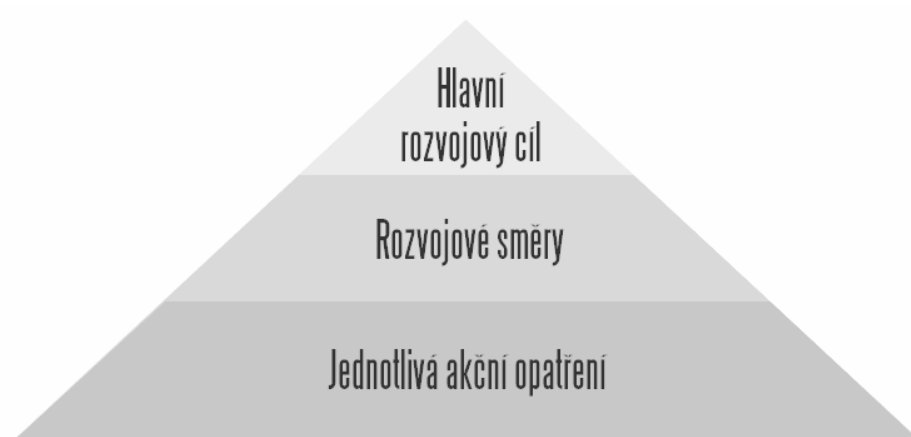 Hlavní
rozvojový cíl
Rozvojové směry
Jednotlivá akční opatření